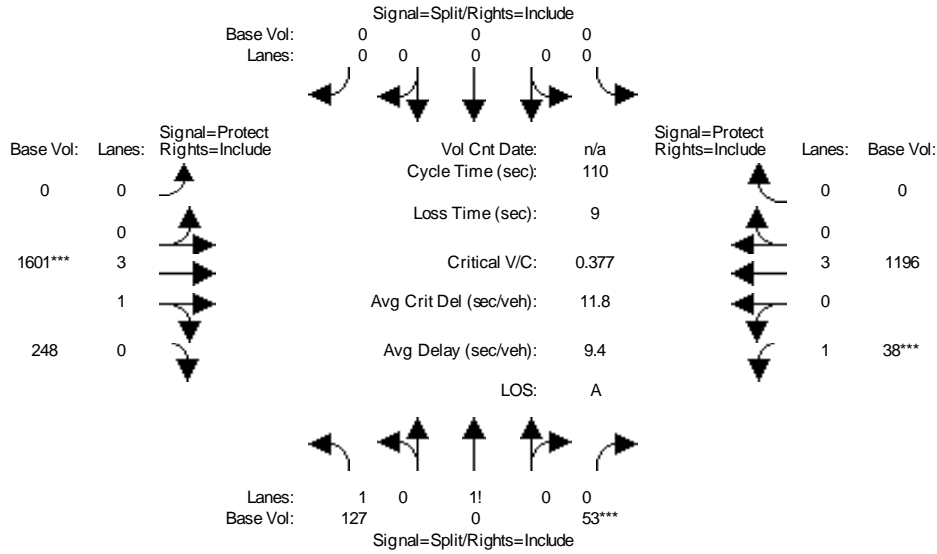 Signal=Split/Rights=Include
Base Vol: 0 0 0
Lanes: 0 0 0 0 0
Signal=Protect Signal=Protect
Base Vol: Lanes: Rights=Include Vol Cnt Date: n/a Rights=Include Lanes: Base Vol:
Cycle Time (sec): 110
0 0 0 0
Loss Time (sec): 9
0 0
1601*** 3 Critical V/C: 0.377 3 1196
1 Avg Crit Del (sec/veh): 11.8 0
248 0 Avg Delay (sec/veh): 9.4 1 38***
LOS: A
Lanes: 1 0 1! 0 0
Base Vol: 127 0 53***
Signal=Split/Rights=Include